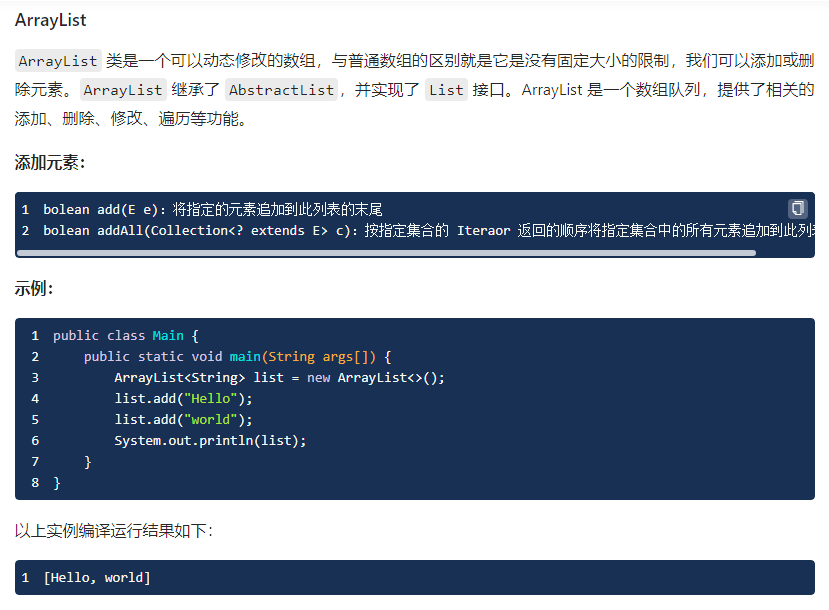 ArrayList
ArrayList 类是一个可以动态修改的数组，与普通数组的区别就是它是没有固定大小的限制，我们可以添加或删
除元素。ArrayList 继承了 AbstractList ，并实现了 List 接口。ArrayList 是一个数组队列，提供了相关的
添加、删除、修改、遍历等功能。
添加元素：
1 bolean add(E e)：将指定的元素追加到此列表的末尾
2 bolean addAll(Collection<? extends E> c)：按指定集合的 Iteraor 返回的顺序将指定集合中的所有元素追加到此列
示例：
1 public class Main {
2     public static void main(String args[]) {
3         ArrayList<String> list = new ArrayList<>();
4         list.add("Hello");
5         list.add("world");
6         System.out.println(list);
7     }
8 }
以上实例编译运行结果如下：
1 [Hello, world]